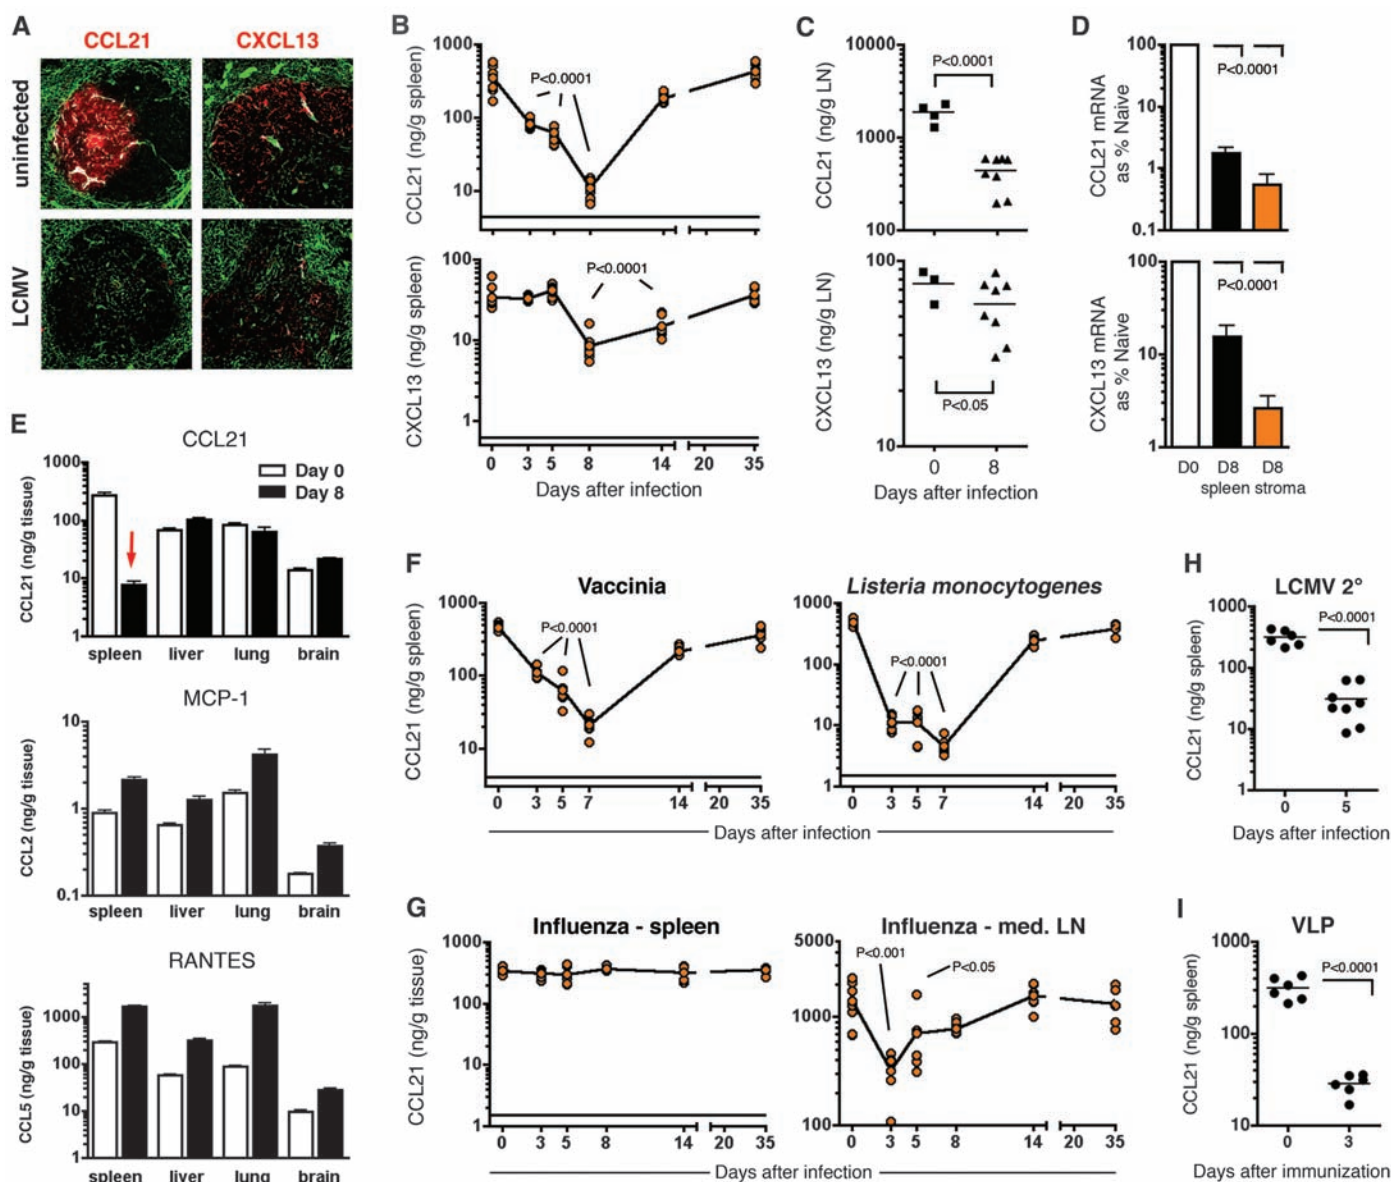 A
CCL21
CXCL13
uninfected
LCMV
B
1000
100
10
CCL21 (ng/g spleen)
P<0.0001
100
10
1
CXCL13 (ng/g spleen)
P<0.0001
0 3 5 8 14 20 35
Days after infection
C
10000
1000
100
CCL21 (ng/g LN)
P<0.0001
100
10
CXCL13 (ng/g LN)
P<0.05
0 8
Days after infection
D
100
10
1
0.1
CCL21 mRNA
as % Naive
P<0.0001
100
10
1
CXCL13 mRNA
as % Naive
P<0.0001
D0 D8 D8
spleen stroma
E
CCL21
1000
100
10
1
CCL21 (ng/g tissue)
Day 0
Day 8
spleen liver lung brain
MCP-1
10
1
0.1
CCL2 (ng/g tissue)
spleen liver lung brain
RANTES
1000
100
10
1
CCL5 (ng/g tissue)
spleen liver lung brain
F
Vaccinia
1000
100
10
CCL21 (ng/g spleen)
P<0.0001
0 3 5 7 14 20 35
Listeria monocytogenes
1000
100
10
1
P<0.0001
0 3 5 7 14 20 35
Days after infection
G
Influenza - spleen
1000
100
10
1
CCL21 (ng/g tissue)
0 3 5 8 14 20 35
Influenza - med. LN
5000
1000
100
P<0.001
P<0.05
0 3 5 8 14 20 35
Days after infection
H
LCMV 2°
1000
100
10
1
CCL21 (ng/g spleen)
P<0.0001
0 5
Days after infection
I
VLP
1000
100
10
CCL21 (ng/g spleen)
P<0.0001
0 3
Days after immunization